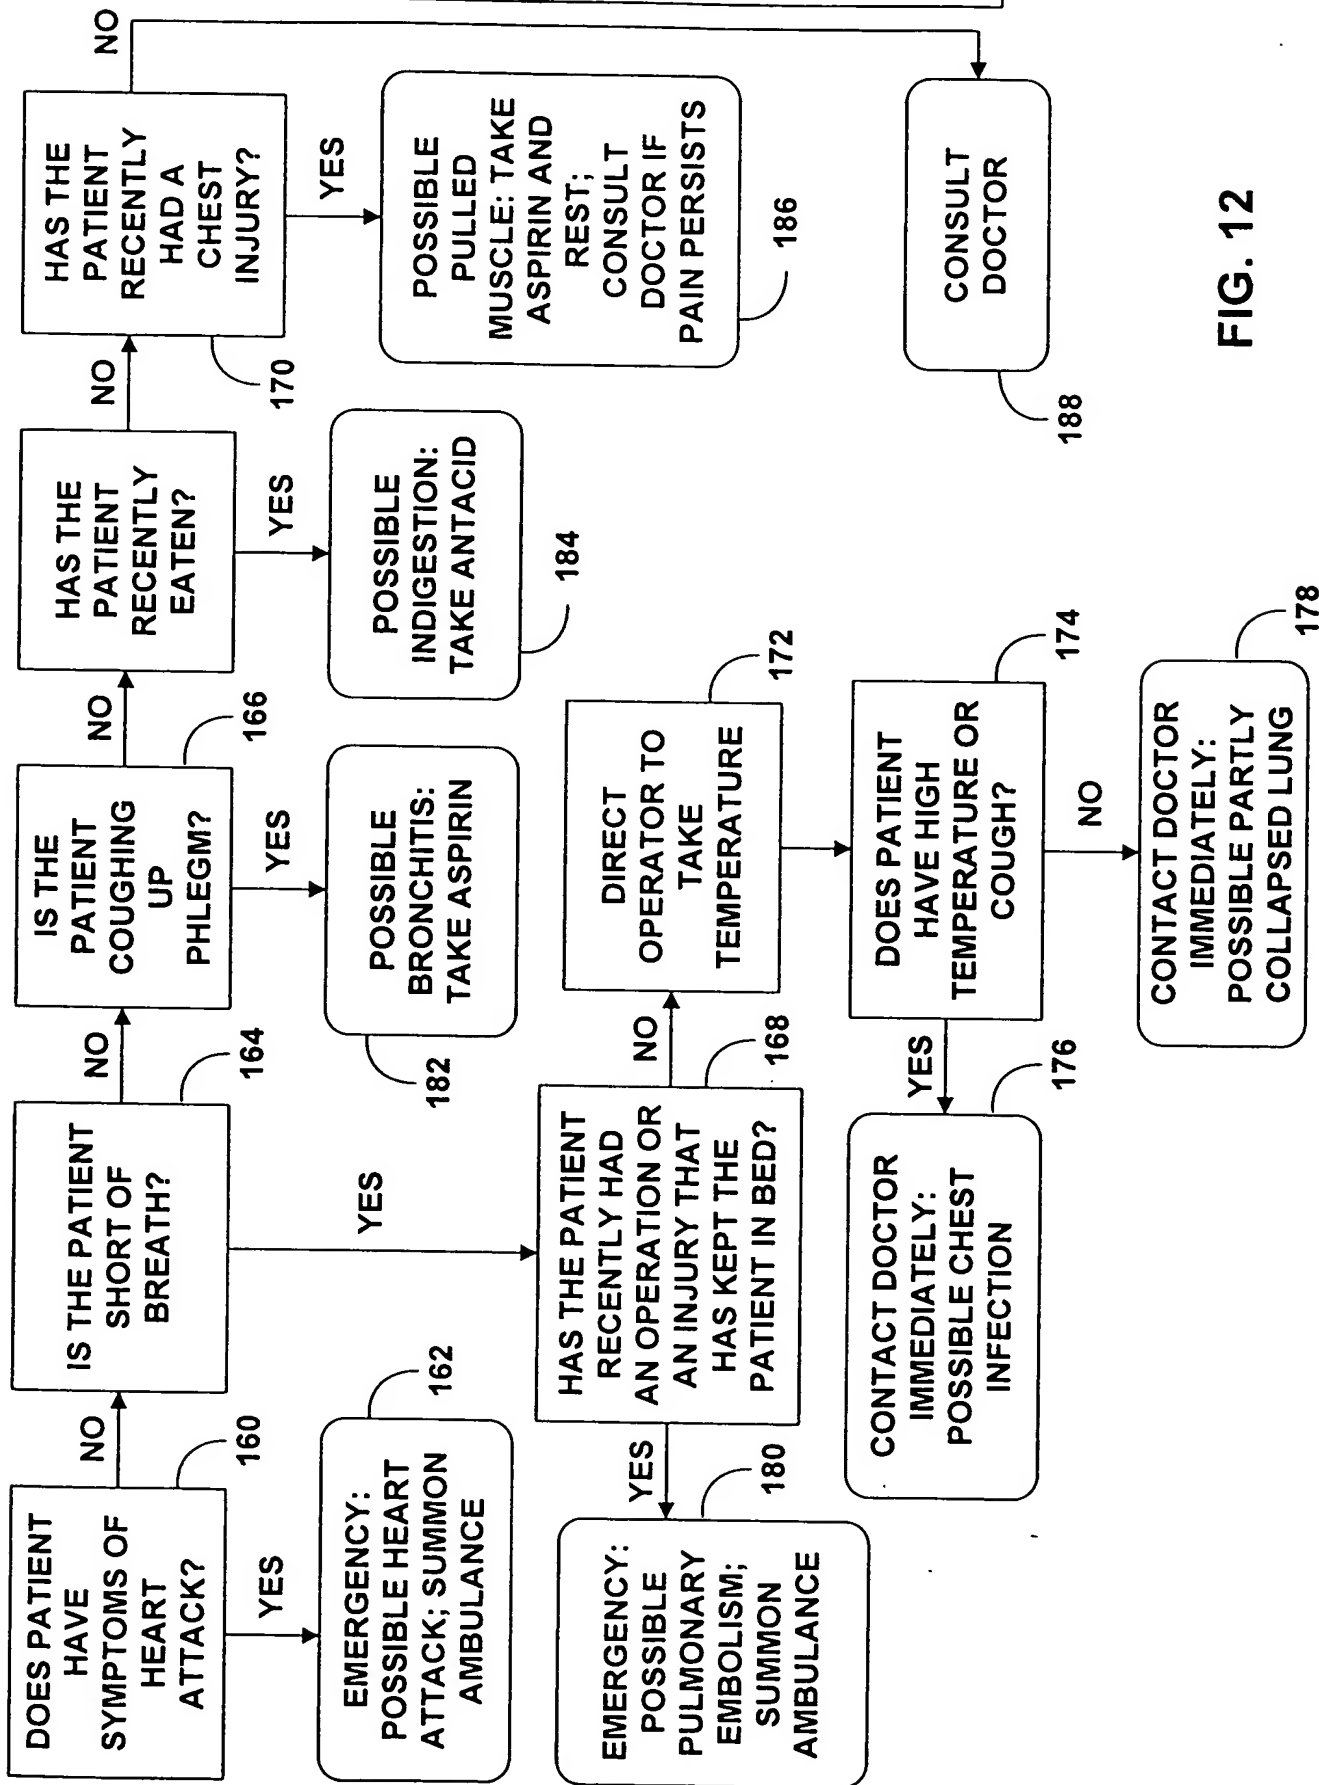 DOES PATIENT
HAVE
SYMPTOMS OF
HEART
ATTACK?
NO
160
YES
EMERGENCY:
POSSIBLE HEART
ATTACK; SUMMON
AMBULANCE
162
IS THE PATIENT
SHORT OF
BREATH?
NO
164
YES
HAS THE PATIENT
RECENTLY HAD
AN OPERATION OR
AN INJURY THAT
HAS KEPT THE
PATIENT IN BED?
NO
168
YES
180
EMERGENCY:
POSSIBLE
PULMONARY
EMBOLISM;
SUMMON
AMBULANCE
IS THE
PATIENT
COUGHING
UP
PHLEGM?
NO
166
YES
POSSIBLE
BRONCHITIS:
TAKE ASPIRIN
182
DIRECT
OPERATOR TO
TAKE
TEMPERATURE
172
DOES PATIENT
HAVE HIGH
TEMPERATURE OR
COUGH?
174
YES
176
CONTACT DOCTOR
IMMEDIATELY:
POSSIBLE CHEST
INFECTION
NO
CONTACT DOCTOR
IMMEDIATELY:
POSSIBLE PARTLY
COLLAPSED LUNG
178
HAS THE
PATIENT
RECENTLY
EATEN?
NO
YES
POSSIBLE
INDIGESTION:
TAKE ANTACID
184
HAS THE
PATIENT
RECENTLY
HAD A
CHEST
INJURY?
NO
170
YES
POSSIBLE
PULLED
MUSCLE: TAKE
ASPIRIN AND
REST;
CONSULT
DOCTOR IF
PAIN PERSISTS
186
CONSULT
DOCTOR
188
FIG. 12